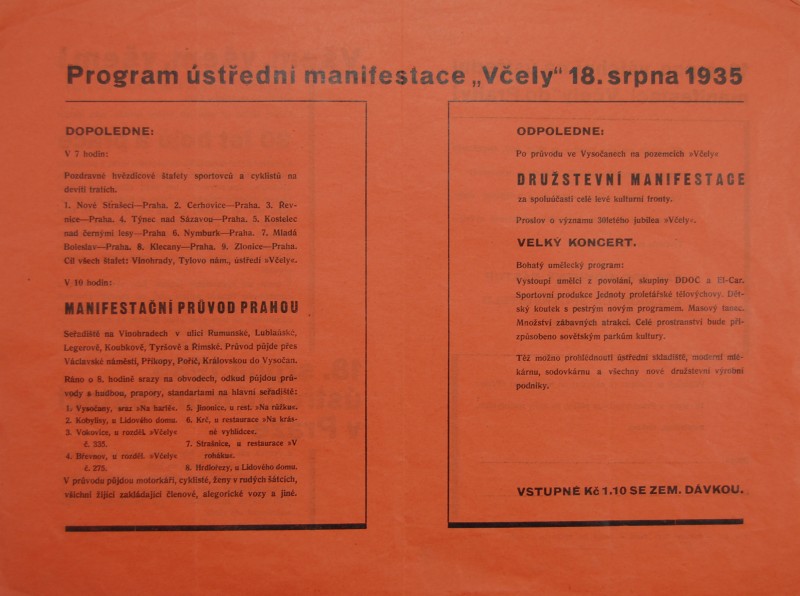 Program ústřední manifestace „Včely“ 18. srpna 1935
DOPOLEDNE:
V 7 hodin:
Pozdravné hvězdicové štafety sportovců a cyklistů na
devíti tratích.
1. Nové Strašecí—Praha. 2. Cerhovice—Praha. 3. Řev-
nice—Praha. 4. Týnec nad Sázavou—Praha. 5. Kostelec
nad černými lesy—Praha 6. Nymburk—Praha. 7. Mladá
Boleslav—Praha. 8. Klecany—Praha. 9. Zlonice—Praha.
Cíl všech štafet: Vinohrady, Tylovo nám., ústředí »Včely«.
V 10 hodin:
MANIFESTAČNÍ PRŮVOD PRAHOU
Seřediště na Vinohradech v ulici Rumunské, Lublaňské,
Legerově, Koubkově, Tyršově a Římské. Průvod půjde přes
Václavské náměstí, Příkopy, Poříč, Královskou do Vysočan.
Ráno o 8. hodině srazy na obvodech, odkud půjdou prů-
vody s hudbou, prapory, standartami na hlavní seřadiště:
1. Vysočany, sraz »Na bartě«.
2. Kobylisy, u Lidového domu.
3. Vokovice, u rozděl. »Včely«
č. 335.
4. Břevnov, u rozděl. »Včely«
č. 275.
5. Jinonice, u rest. »Na růžku«.
6. Krč, u restaurace »Na krás-
né vyhlídce«.
7. Strašnice, u restaurace »V
roháku«.
8. Hrdlořezy, u Lidového domu.
V průvodu půjdou motorkáři, cyklisté, ženy v rudých šátcích,
všichni žijící zakládající členové, alegorické vozy a jiné.
ODPOLEDNE:
Po průvodu ve Vysočanech na pozemcích »Včely«
DRUŽSTEVNÍ MANIFESTACE
za spoluúčasti celé levé kulturní fronty.
Proslov o významu 30letého jubilea »Včely«.
VELKÝ KONCERT.
Bohatý umělecký program:
Vystoupí umělci z povolání, skupiny DDOČ a
Sportovní produkce Jednoty proletářské tělovýchovy. Dět-
ský koutek s pestrým novým programem. Masový tanec.
Množství zábavných atrakcí. Celé prostranství bude při-
způsobeno sovětským parkům kultury.
Též možno prohlédnouti ústřední skladiště, moderní mlé-
kárnu, sodovkárnu a všechny nové družstevní výrobní
podniky.
VSTUPNÉ Kč 1.10 SE ZEM. DÁVKOU.